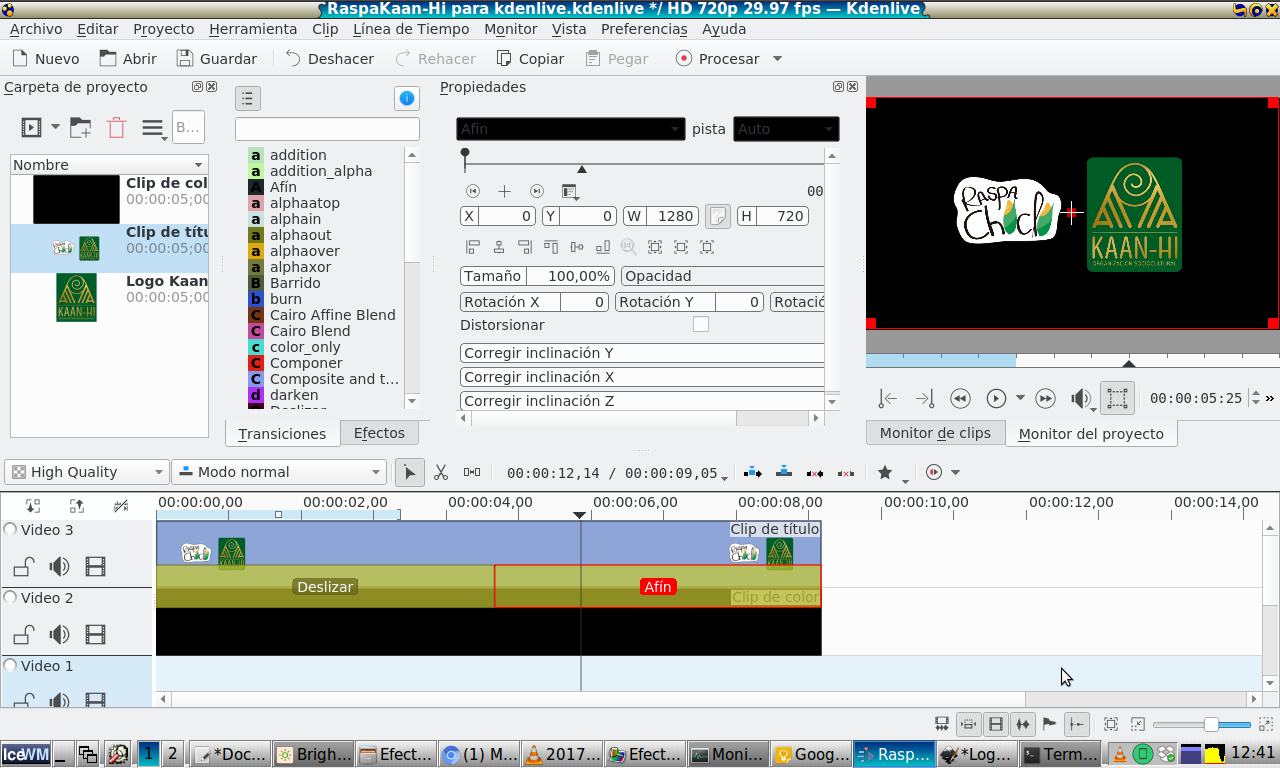 RaspaKaan-Hi para kdenlive.kdenlive */ HD 720p 29.97 fps — Kdenlive
Archivo Editar Proyecto Herramienta Clip Línea de Tiempo Monitor Vista Preferencias Ayuda
Nuevo Abrir Guardar Deshacer Rehacer Copiar Pegar Procesar
Carpeta de proyecto
B...
Nombre
Clip de col
00:00:05;00
Clip de títu
00:00:05;00
Logo Kaan
00:00:05;00
addition
addition_alpha
Afín
alphaatop
alphain
alphaout
alphaover
alphaxor
Barrido
burn
Cairo Affine Blend
Cairo Blend
color_only
Componer
Composite and t...
darken
Deslizar
Transiciones Efectos
Propiedades
Afín pista Auto
00
X 0 Y 0 W 1280 H 720
Tamaño 100,00% Opacidad
Rotación X 0 Rotación Y 0 Rotació
Distorsionar
Corregir inclinación Y
Corregir inclinación X
Corregir inclinación Z
RASPA
Chicli
KAAN-HI
ORGANIZACIÓN SOCIOCULTURAL
00:00:05:25 »
Monitor de clips Monitor del proyecto
High Quality Modo normal 00:00:12,14 / 00:00:09,05
00:00:00,00 00:00:02,00 00:00:04,00 00:00:06,00 00:00:08,00 00:00:10,00 00:00:12,00 00:00:14,00
Video 3
Clip de título
Deslizar Afín
Video 2
Clip de color
Video 1
IceWM 1 2 *Doc... Brigh... Efect... (1) M... 2017... Efect... Moni... Goog... Rasp... *Log... Term... 12:41